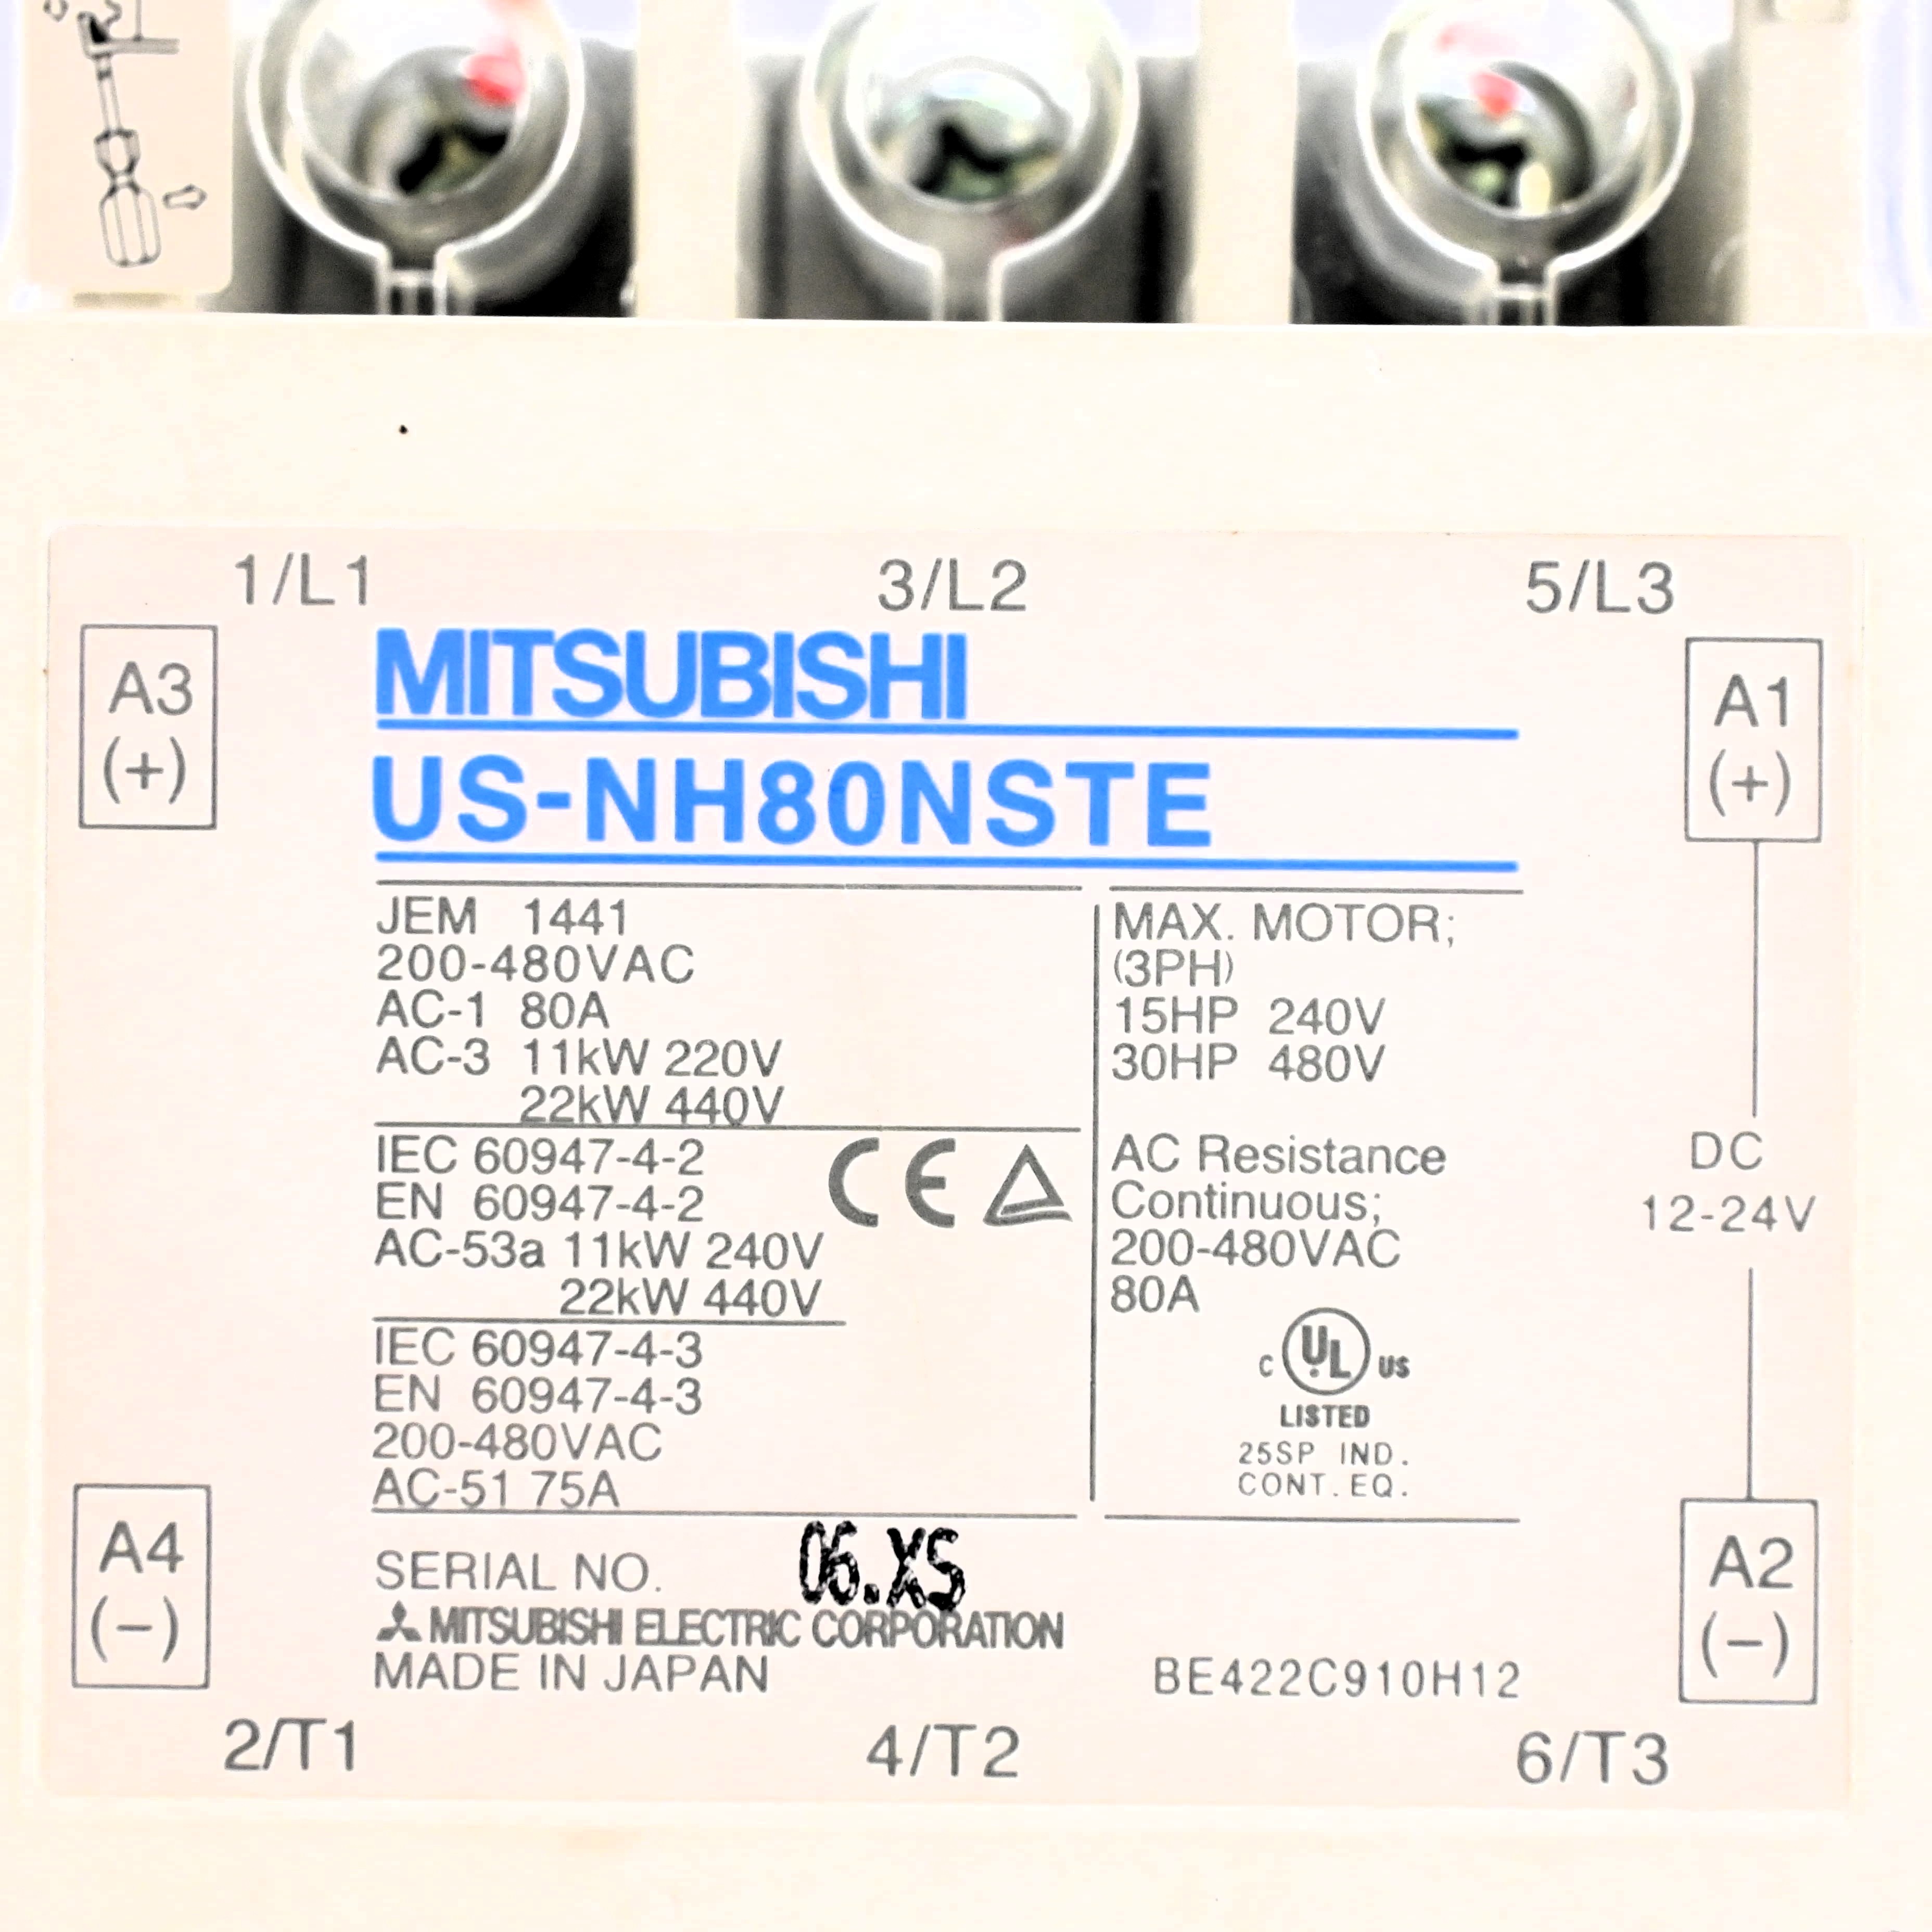 1/L1 3/L2 5/L3
A3
(+)
A1
(+)
MITSUBISHI
US-NH80NSTE
JEM 1441
200-480VAC
AC-1 80A
AC-3 11kW 220V
22kW 440V
IEC 60947-4-2
EN 60947-4-2
CE
AC-53a 11kW 240V
22kW 440V
IEC 60947-4-3
EN 60947-4-3
200-480VAC
AC-51 75A
MAX. MOTOR;
(3PH)
15HP 240V
30HP 480V
AC Resistance
Continuous;
200-480VAC
80A
C UL US
LISTED
25SP IND.
CONT. EQ.
DC
12-24V
A4
(−)
A2
(−)
SERIAL NO. 06.XS
MITSUBISHI ELECTRIC CORPORATION
MADE IN JAPAN
BE422C910H12
2/T1 4/T2 6/T3